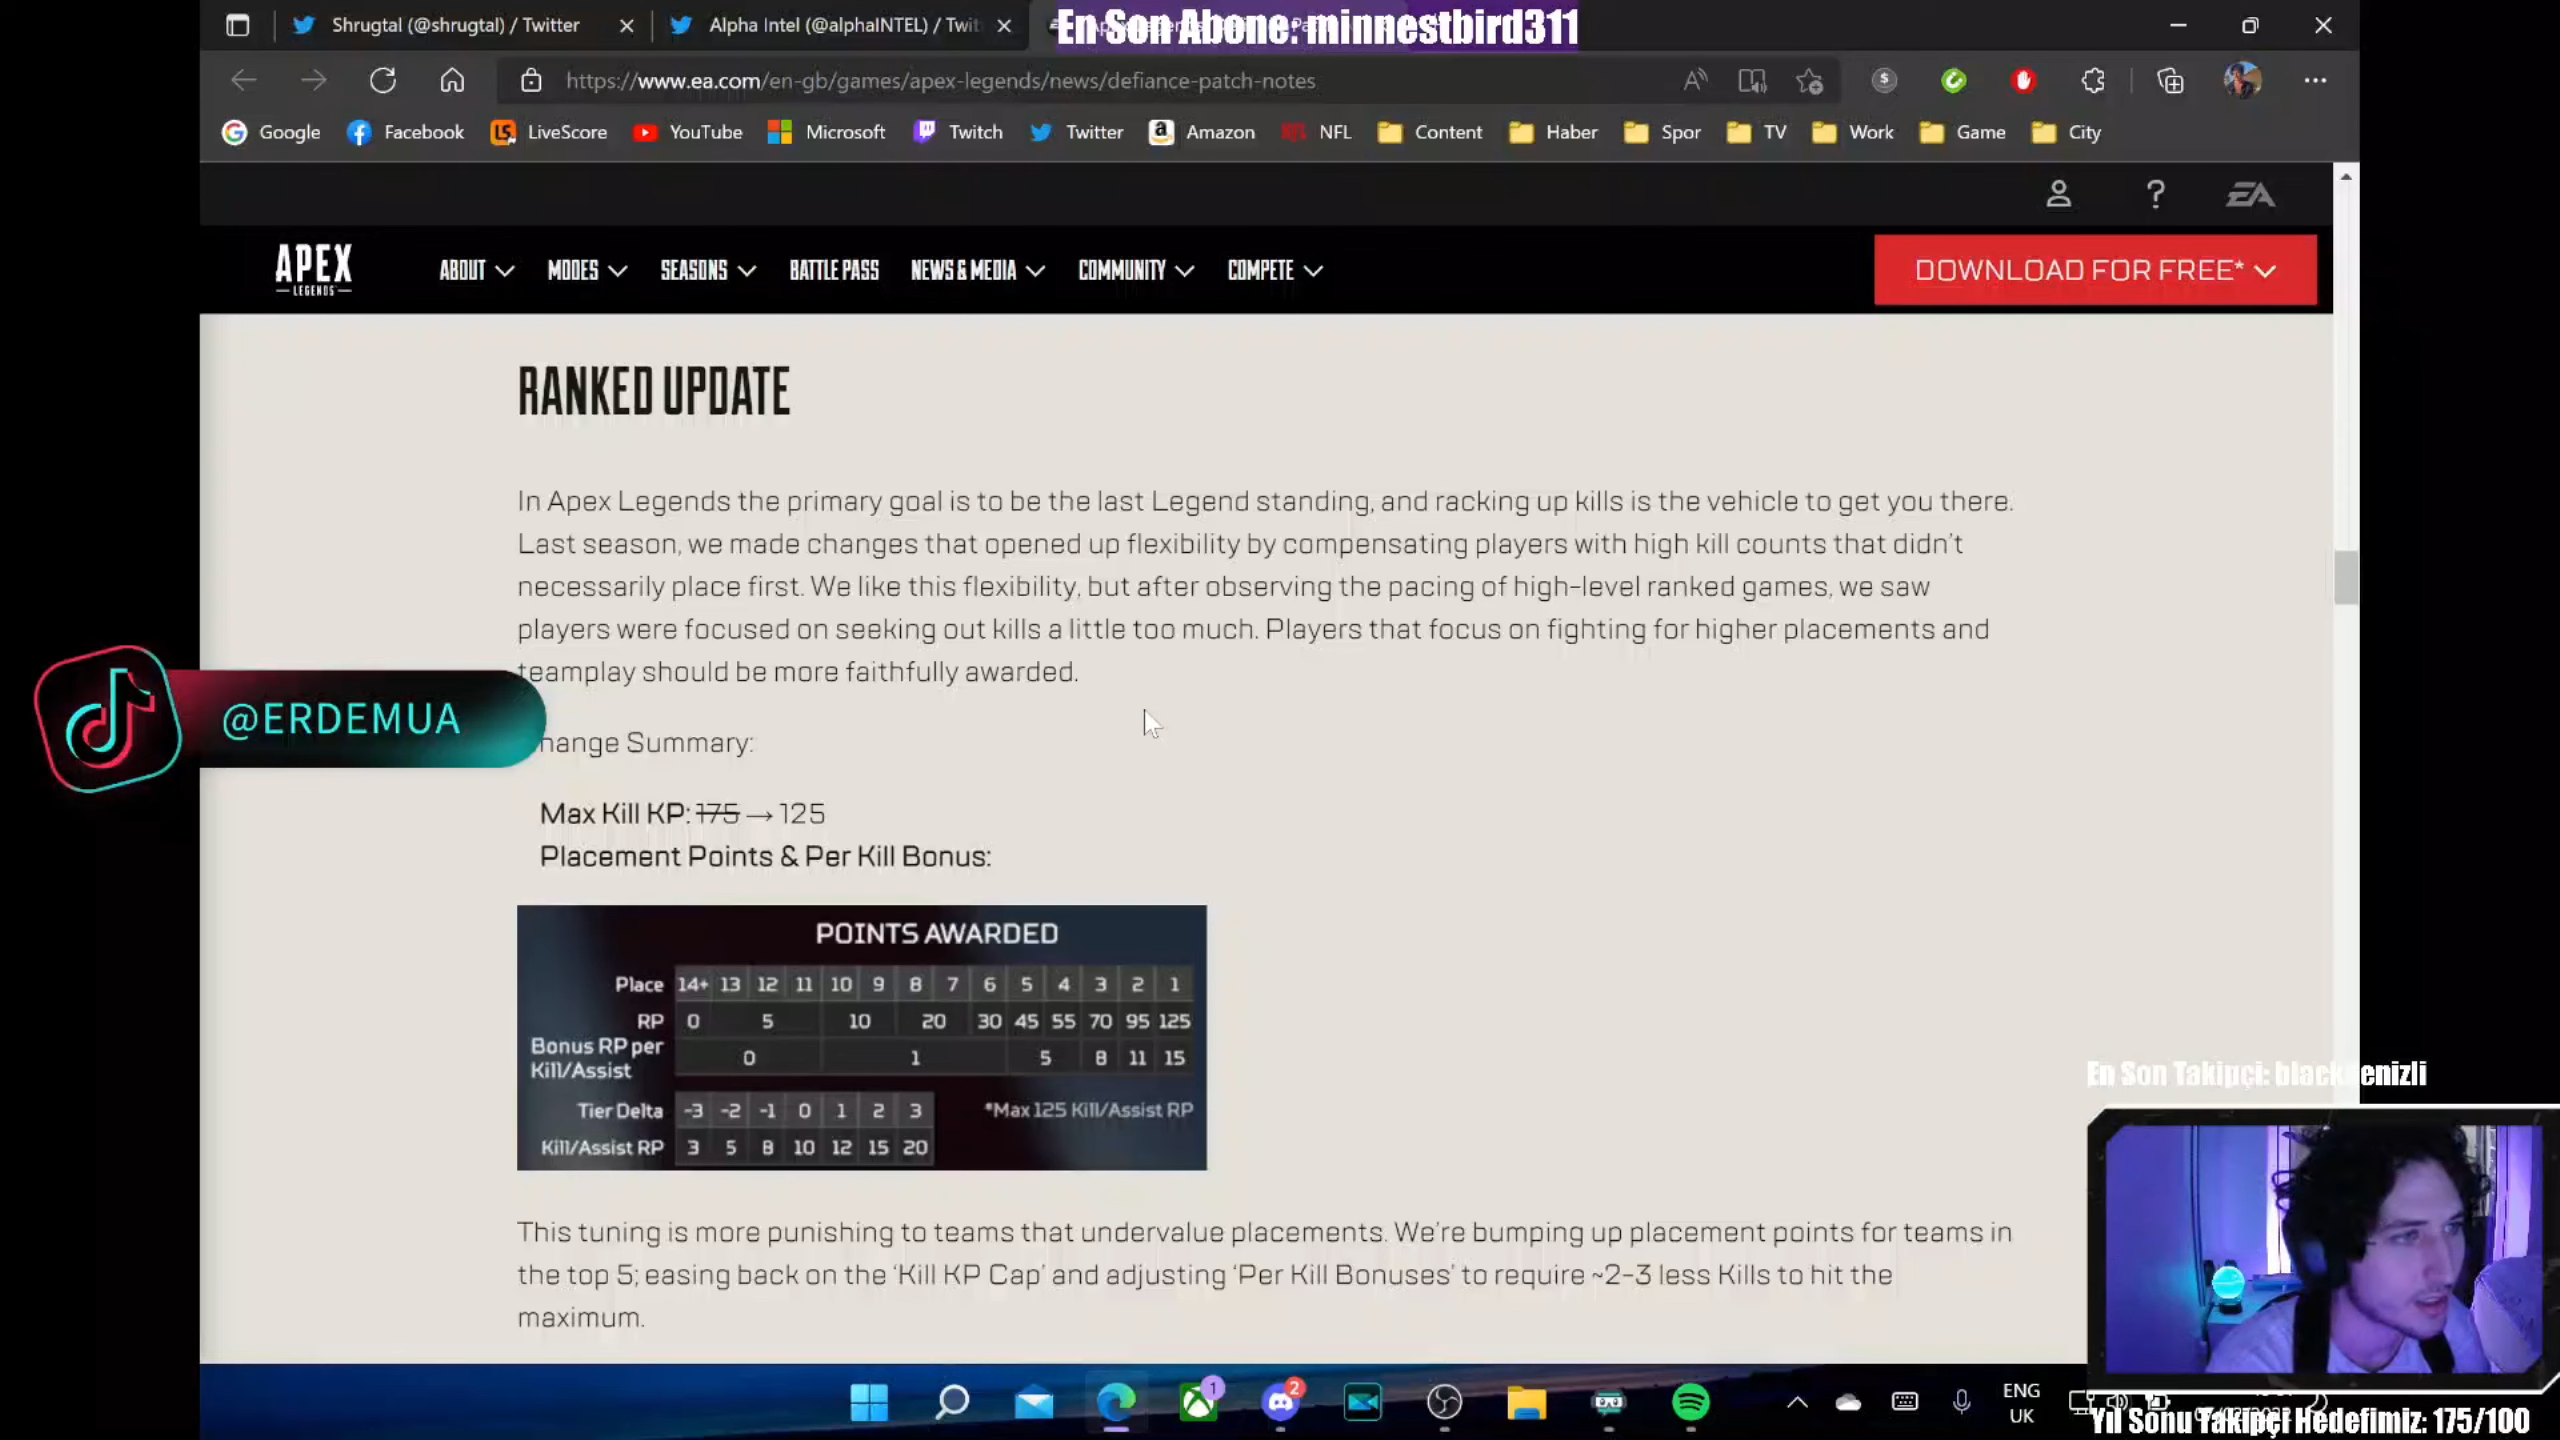 Shrugtal (@shrugtal) / Twitter
Alpha Intel (@alphaINTEL) / Twit
En Son Abone: minnestbird311
https://www.ea.com/en-gb/games/apex-legends/news/defiance-patch-notes
Google
Facebook
LiveScore
YouTube
Microsoft
Twitch
Twitter
Amazon
NFL
Content
Haber
Spor
TV
Work
Game
City
EA
APEX
LEGENDS
ABOUT
MODES
SEASONS
BATTLE PASS
NEWS & MEDIA
COMMUNITY
COMPETE
DOWNLOAD FOR FREE*
RANKED UPDATE
In Apex Legends the primary goal is to be the last Legend standing, and racking up kills is the vehicle to get you there.
Last season, we made changes that opened up flexibility by compensating players with high kill counts that didn't
necessarily place first. We like this flexibility, but after observing the pacing of high-level ranked games, we saw
players were focused on seeking out kills a little too much. Players that focus on fighting for higher placements and
teamplay should be more faithfully awarded.
@ERDEMUA
hange Summary:
Max Kill KP: 175 → 125
Placement Points & Per Kill Bonus:
POINTS AWARDED
Place 14+ 13 12 11 10 9 8 7 6 5 4 3 2 1
RP 0 5 10 20 30 45 55 70 95 125
Bonus RP per
Kill/Assist 0 1 5 8 11 15
Tier Delta -3 -2 -1 0 1 2 3 *Max 125 Kill/Assist RP
Kill/Assist RP 3 5 8 10 12 15 20
This tuning is more punishing to teams that undervalue placements. We're bumping up placement points for teams in
the top 5; easing back on the 'Kill KP Cap' and adjusting 'Per Kill Bonuses' to require ~2-3 less Kills to hit the
maximum.
En Son Takipçi: black enizli
1
2
ENG
UK
Yıl Sonu Takipçi Hedefimiz: 175/100